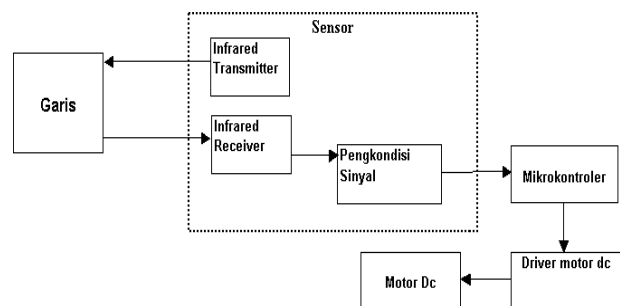 Sensor
Infrared
Transmitter
Garis
Infrared
Receiver
Pengkondisi
Sinyal
Mikrokontroler
Driver motor dc
Motor Dc